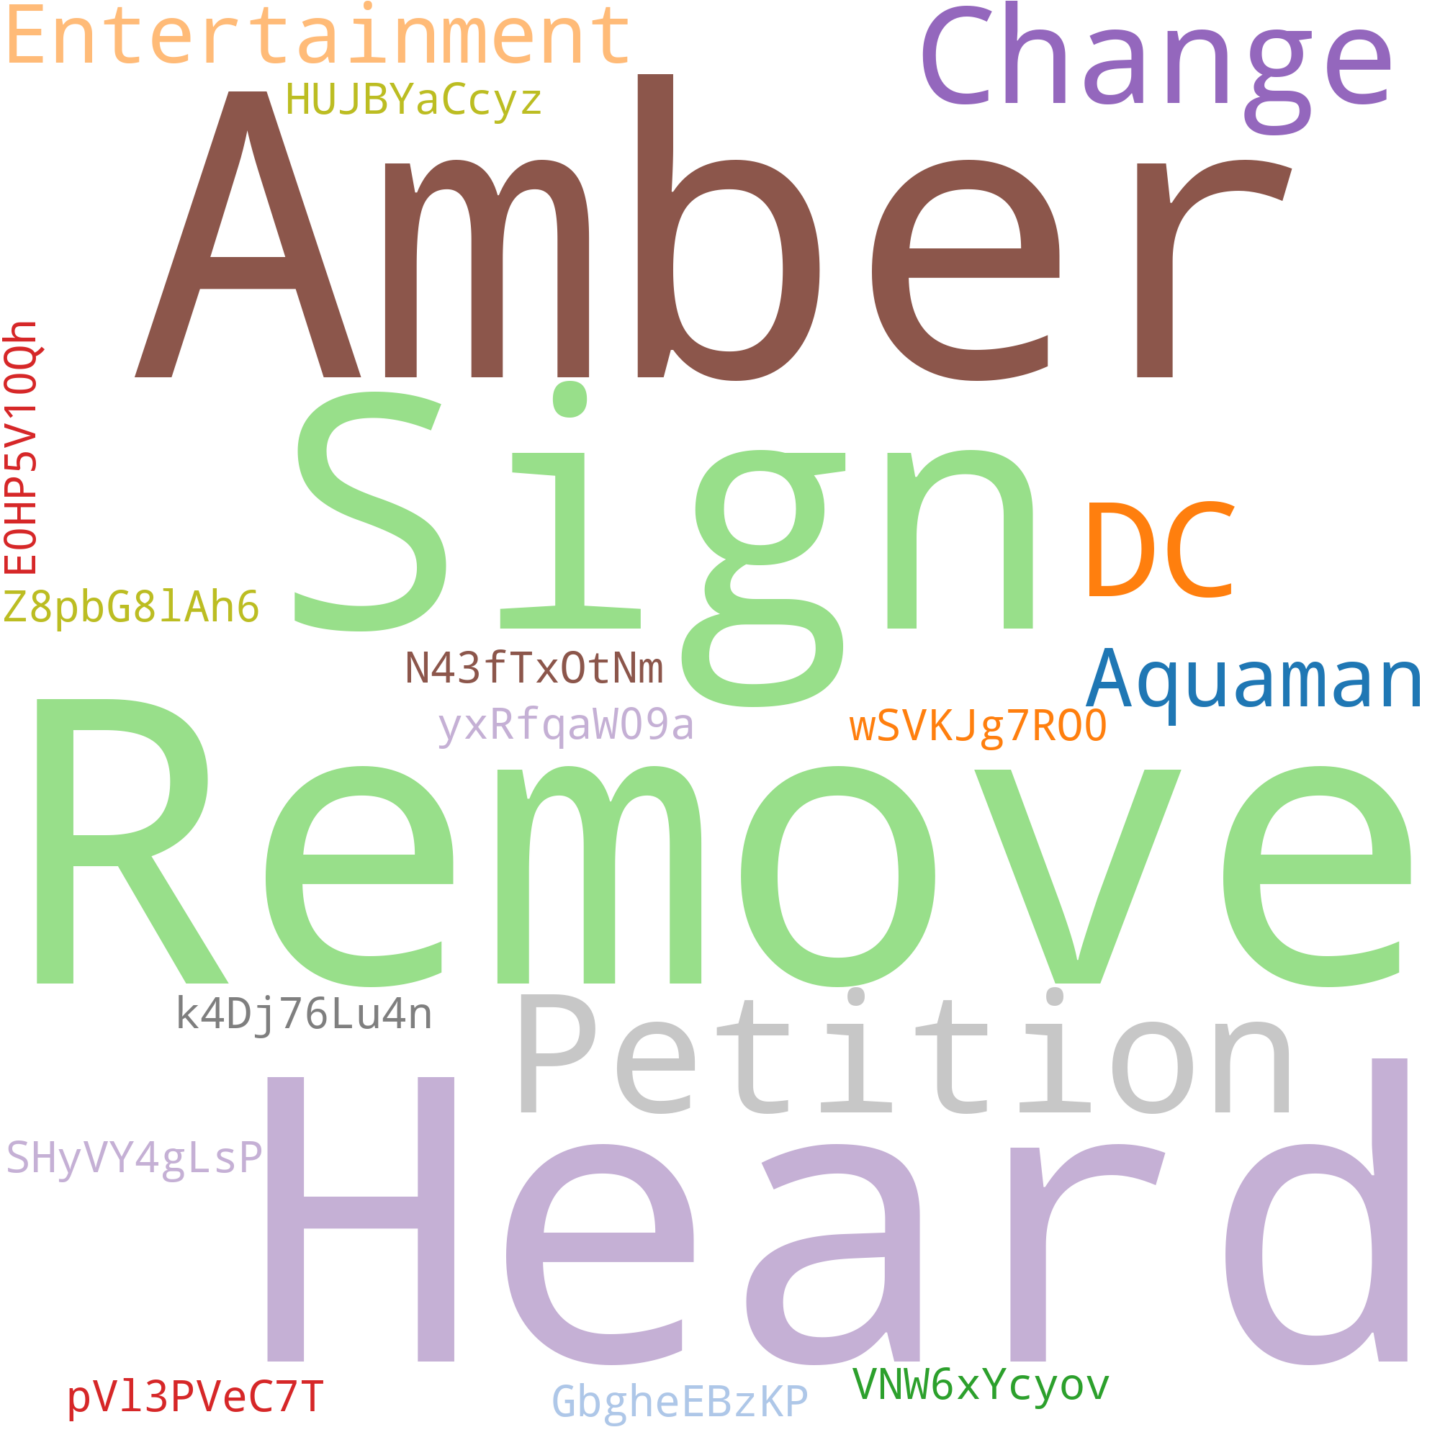 Entertainment
Change
HUJBYaCcyz
Amber
E0HP5V10Qh
Sign
DC
Z8pbG8lAh6
N43fTxOtNm
Aquaman
yxRfqaWO9a
wSVKJg7RO0
Remove
k4Dj76Lu4n
Petition
Heard
SHyVY4gLsP
pVl3PVeC7T
GbgheEBzKP
VNW6xYcyov